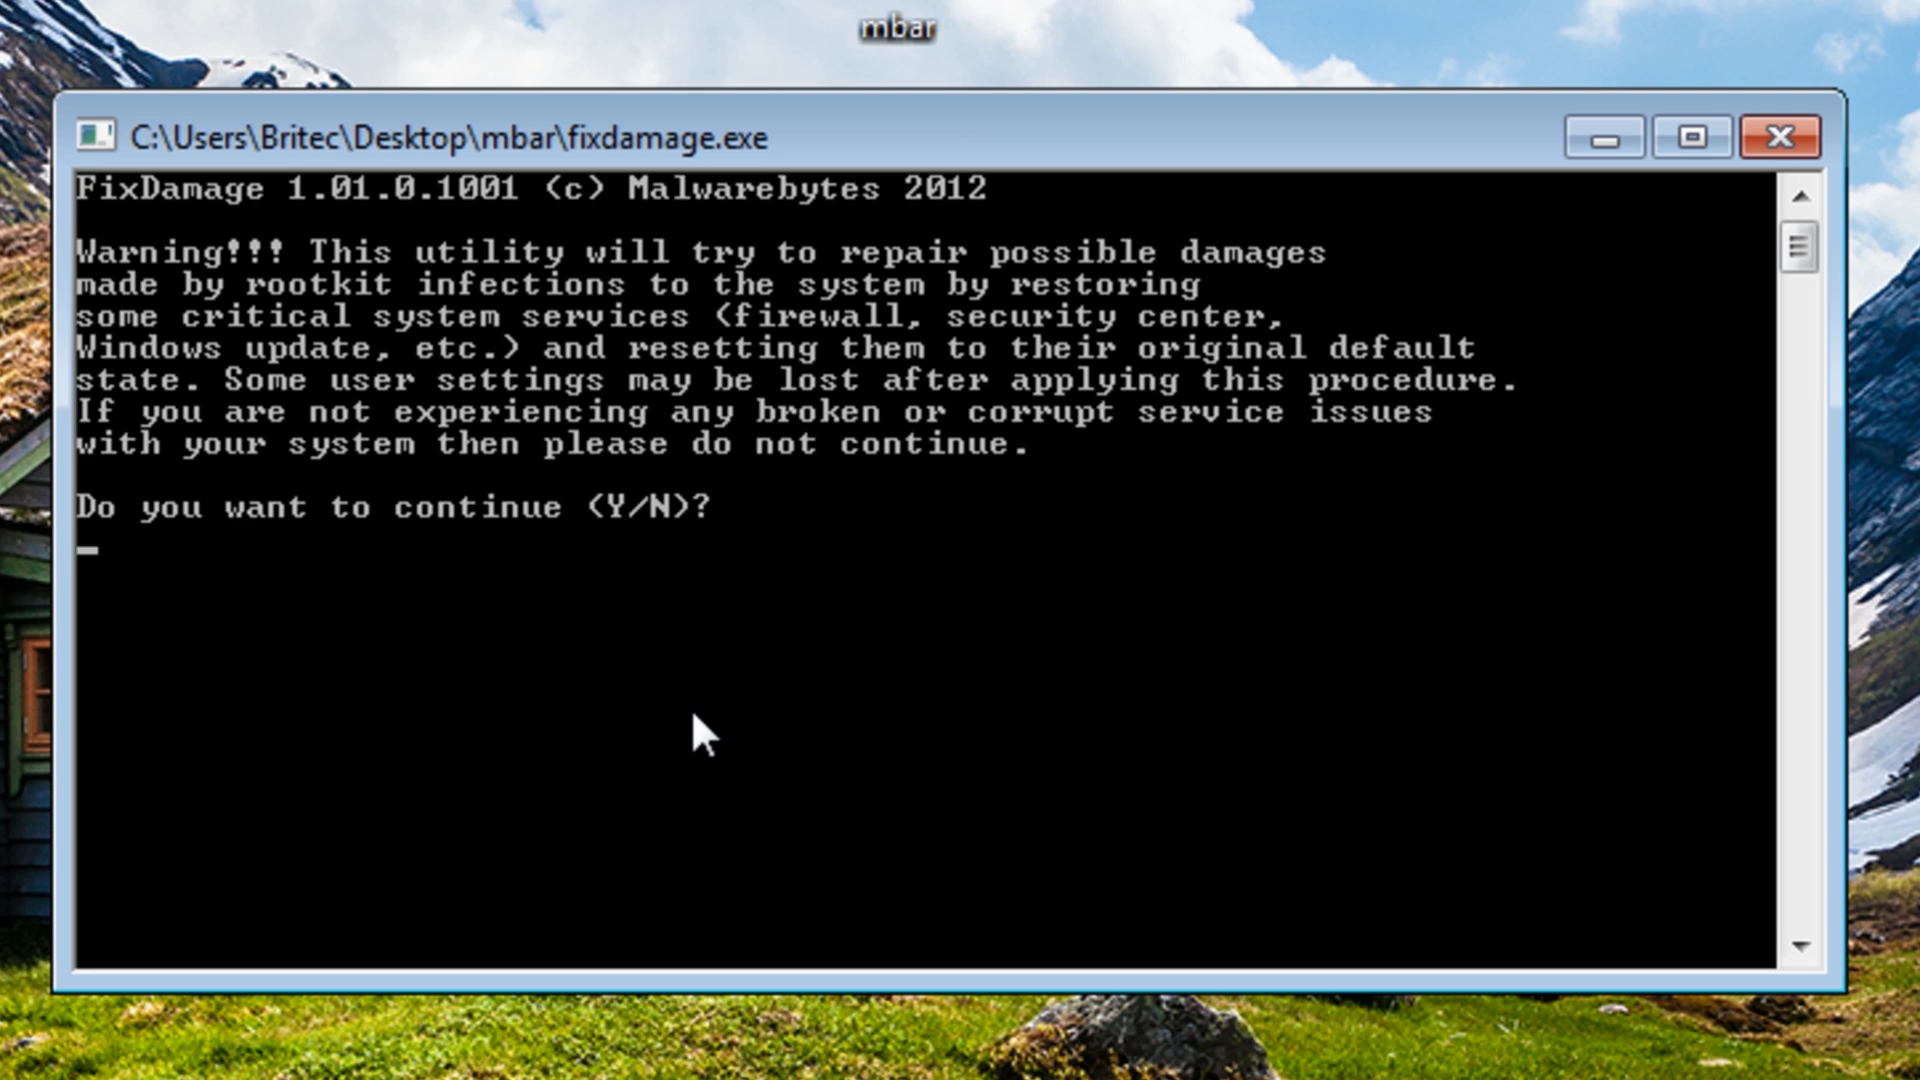 mbar
C:\Users\Britec\Desktop\mbar\fixdamage.exe
FixDamage 1.01.0.1001 (c) Malwarebytes 2012
Warning!!! This utility will try to repair possible damages
made by rootkit infections to the system by restoring
some critical system services (firewall, security center,
Windows update, etc.) and resetting them to their original default
state. Some user settings may be lost after applying this procedure.
If you are not experiencing any broken or corrupt service issues
with your system then please do not continue.
Do you want to continue (Y/N)?